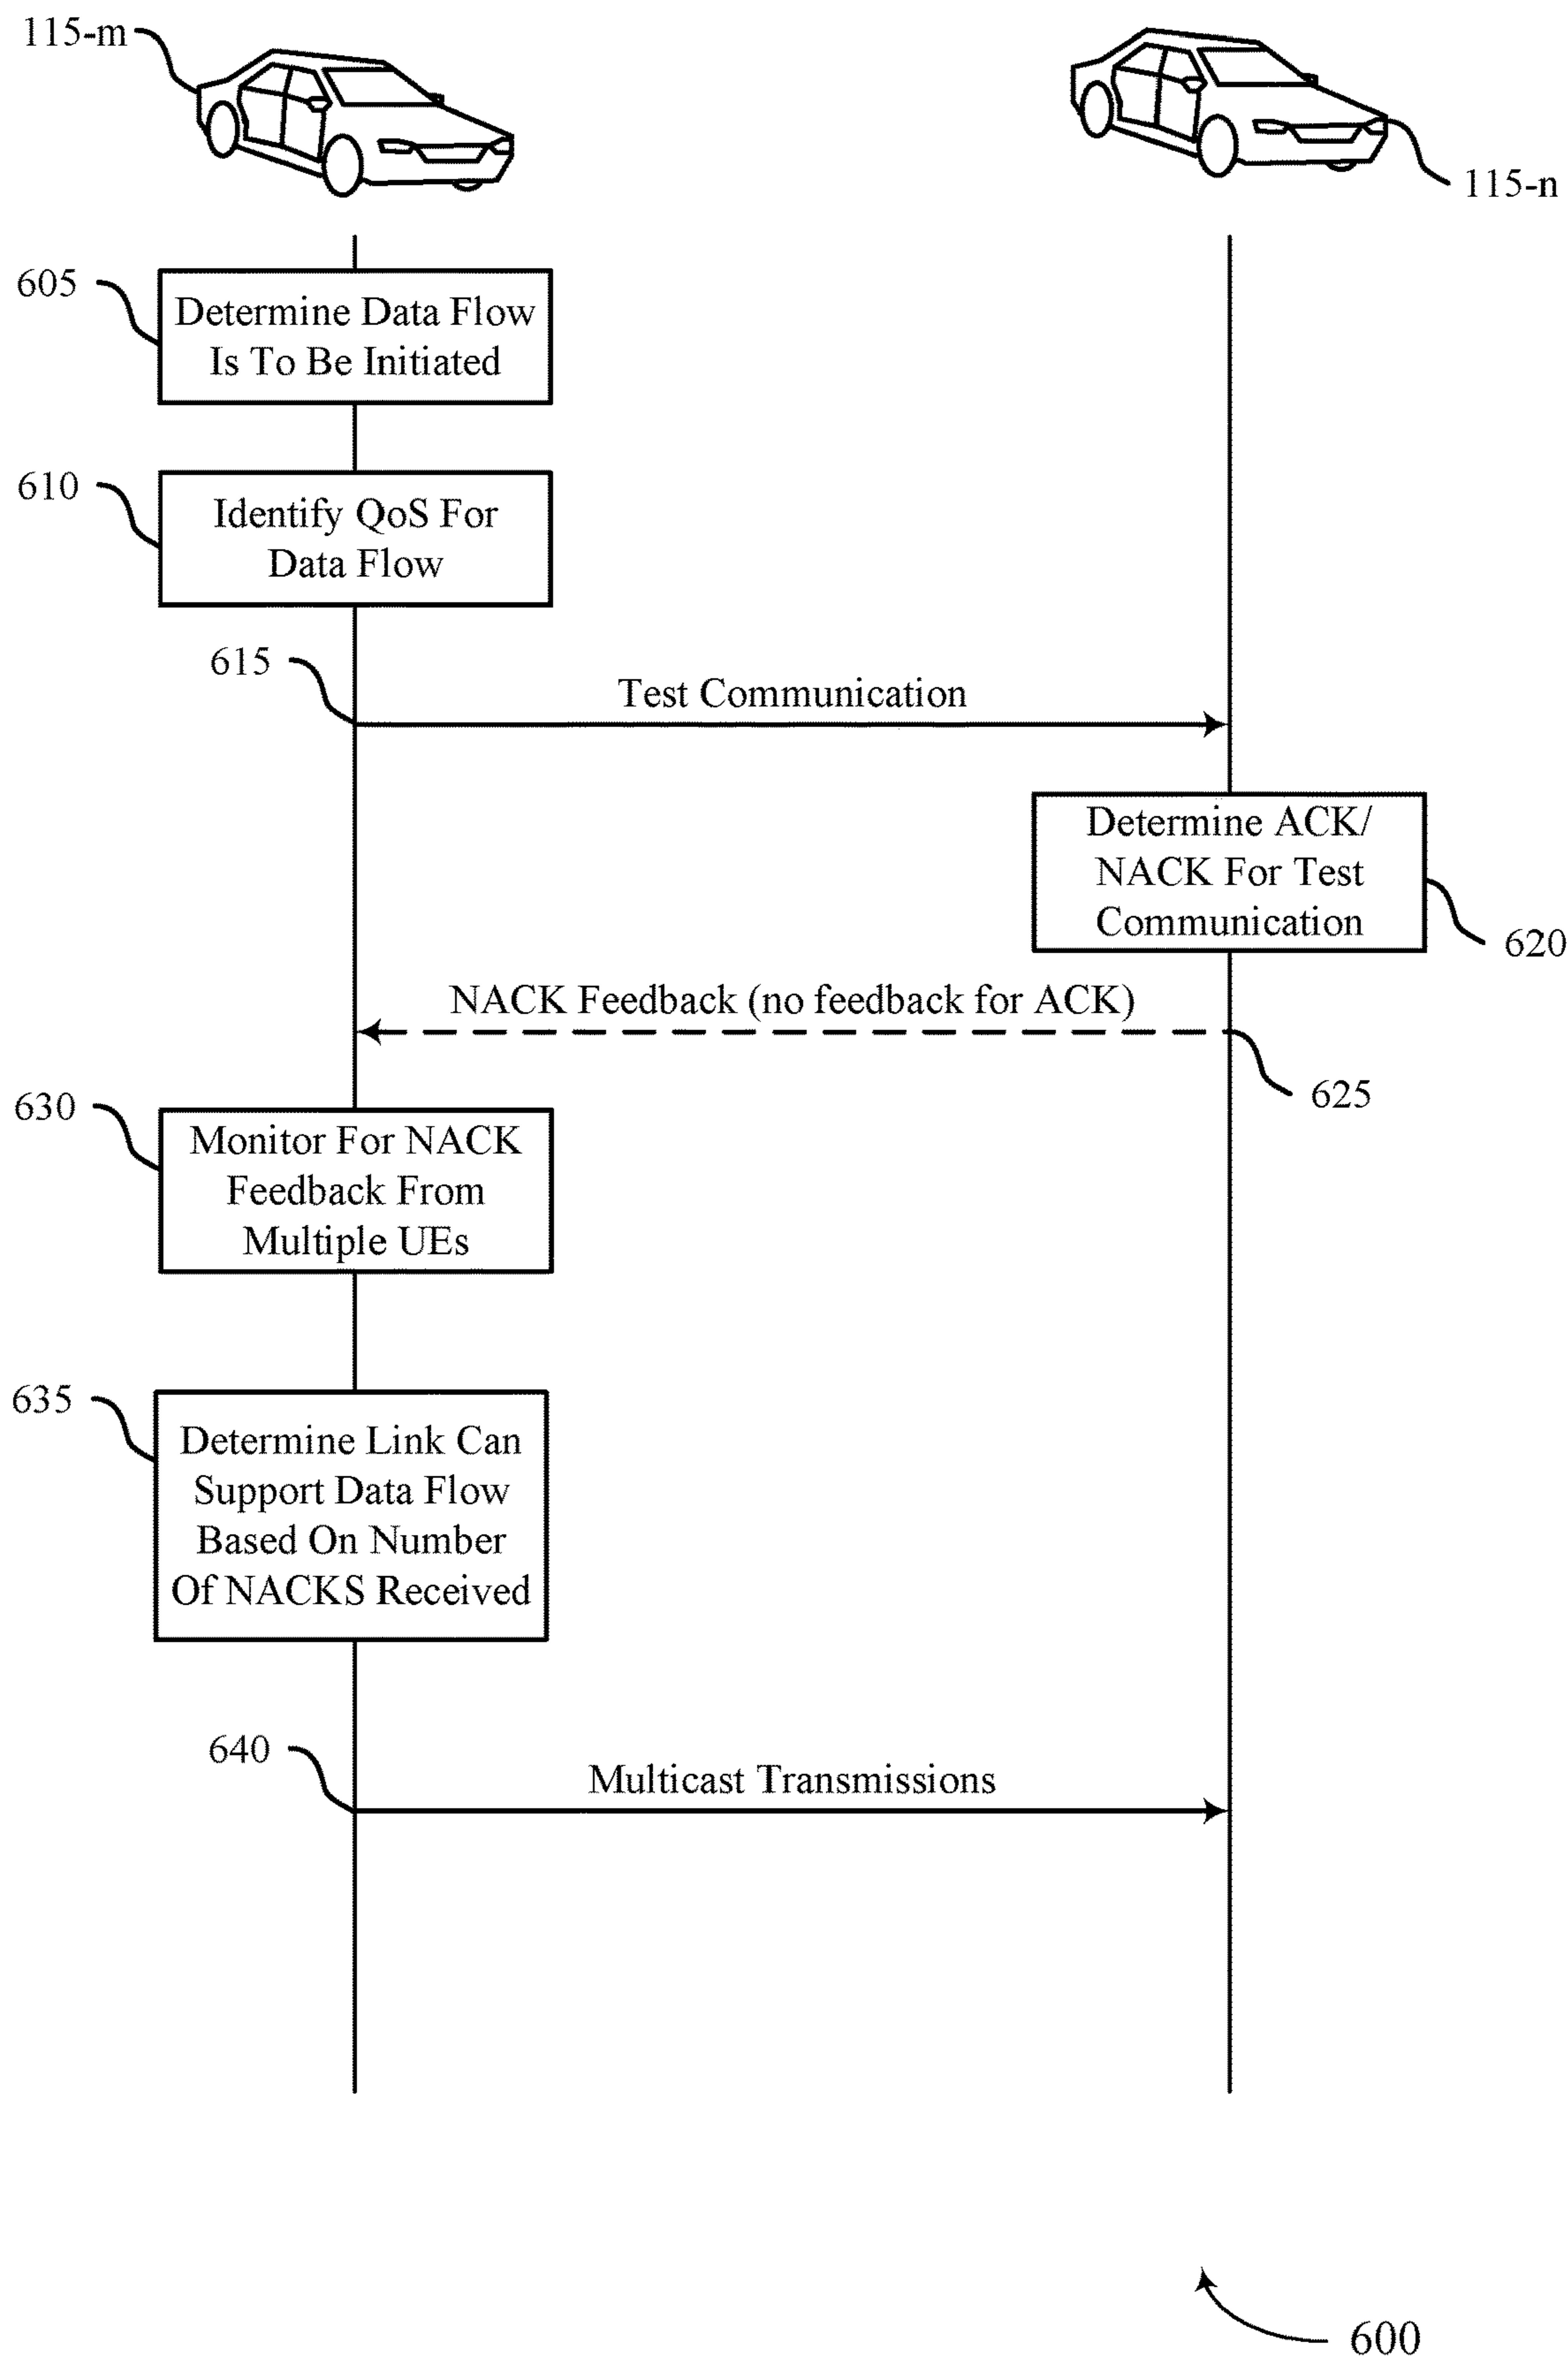 115-m
115-n
605
Determine Data Flow
Is To Be Initiated
610
Identify QoS For
Data Flow
615
Test Communication
Determine ACK/
NACK For Test
Communication
620
NACK Feedback (no feedback for ACK)
625
630
Monitor For NACK
Feedback From
Multiple UEs
635
Determine Link Can
Support Data Flow
Based On Number
Of NACKS Received
640
Multicast Transmissions
600